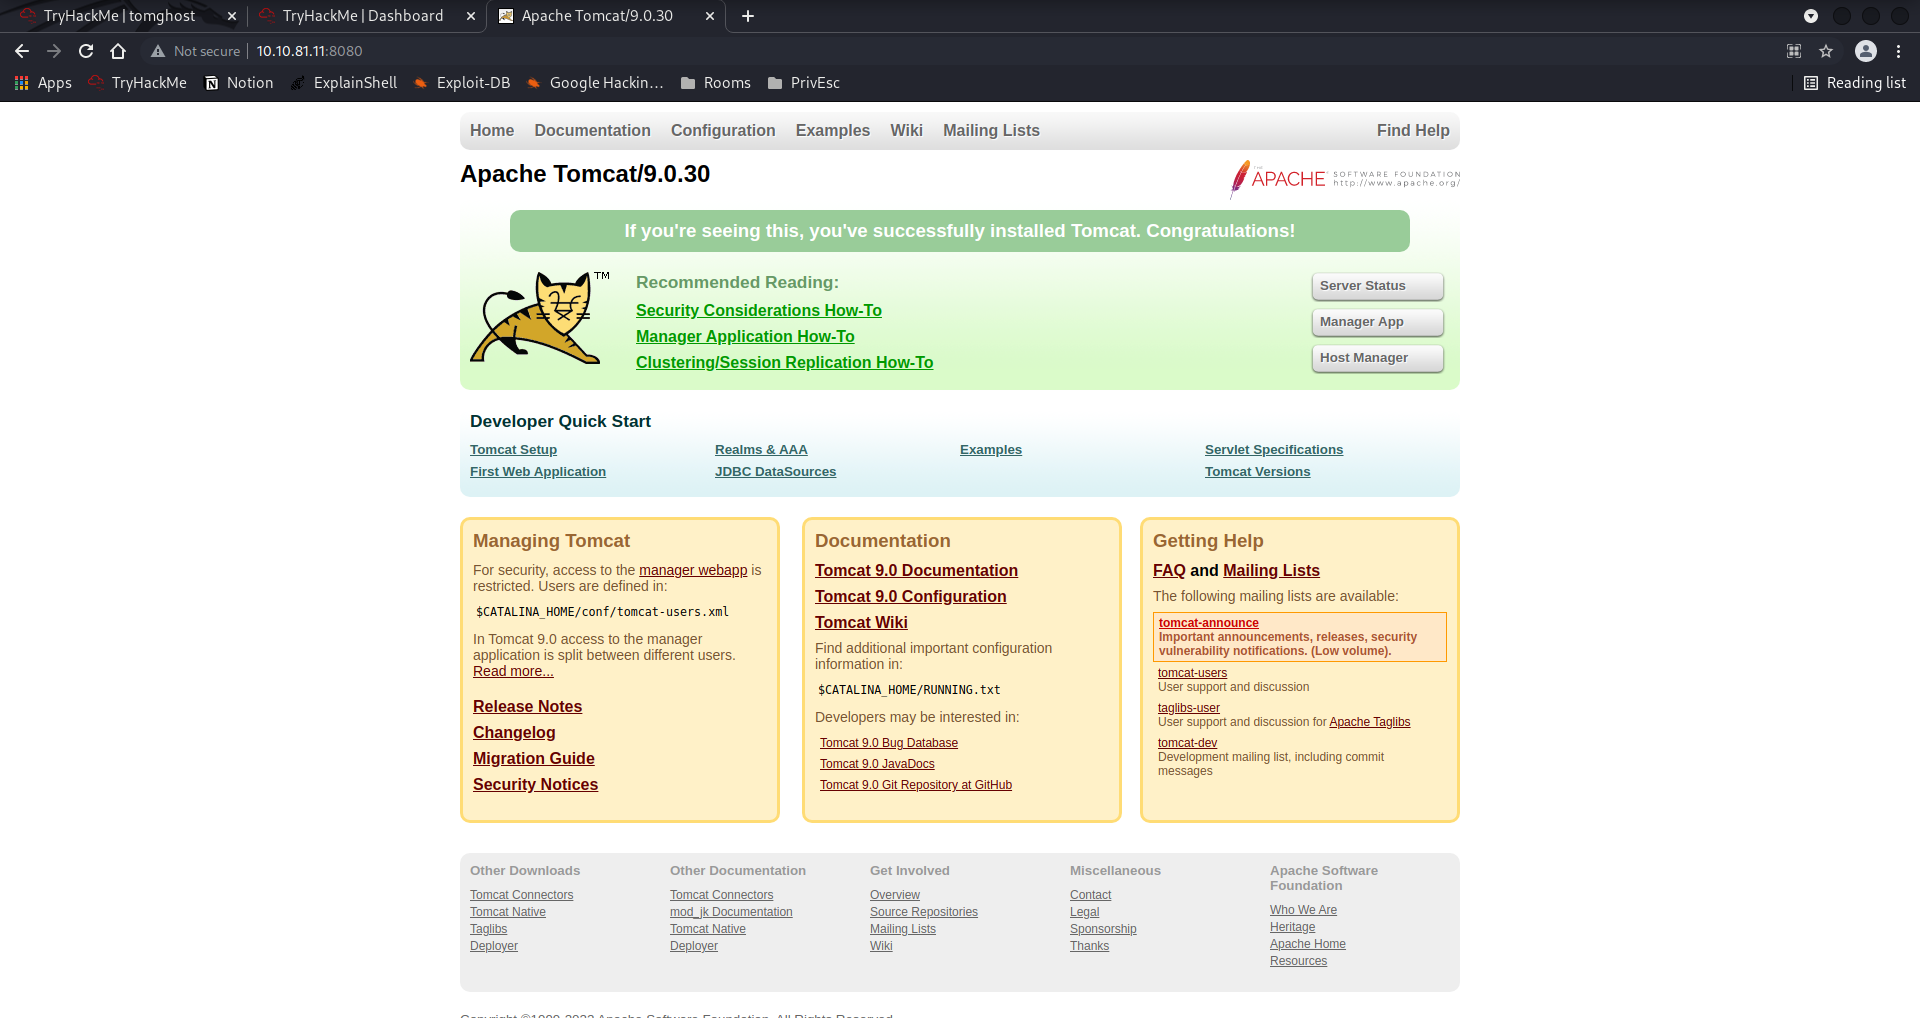 TryHackMe | tomghost
TryHackMe | Dashboard
Apache Tomcat/9.0.30
Not secure
10.10.81.11:8080
Apps
TryHackMe
Notion
ExplainShell
Exploit-DB
Google Hackin...
Rooms
PrivEsc
Reading list
Home
Documentation
Configuration
Examples
Wiki
Mailing Lists
Find Help
Apache Tomcat/9.0.30
APACHE
SOFTWARE FOUNDATION
http://www.apache.org/
If you're seeing this, you've successfully installed Tomcat. Congratulations!
TM
Recommended Reading:
Security Considerations How-To
Manager Application How-To
Clustering/Session Replication How-To
Server Status
Manager App
Host Manager
Developer Quick Start
Tomcat Setup
First Web Application
Realms & AAA
JDBC DataSources
Examples
Servlet Specifications
Tomcat Versions
Managing Tomcat
For security, access to the manager webapp is
restricted. Users are defined in:
$CATALINA_HOME/conf/tomcat-users.xml
In Tomcat 9.0 access to the manager
application is split between different users.
Read more...
Release Notes
Changelog
Migration Guide
Security Notices
Documentation
Tomcat 9.0 Documentation
Tomcat 9.0 Configuration
Tomcat Wiki
Find additional important configuration
information in:
$CATALINA_HOME/RUNNING.txt
Developers may be interested in:
Tomcat 9.0 Bug Database
Tomcat 9.0 JavaDocs
Tomcat 9.0 Git Repository at GitHub
Getting Help
FAQ and Mailing Lists
The following mailing lists are available:
tomcat-announce
Important announcements, releases, security
vulnerability notifications. (Low volume).
tomcat-users
User support and discussion
taglibs-user
User support and discussion for Apache Taglibs
tomcat-dev
Development mailing list, including commit
messages
Other Downloads
Tomcat Connectors
Tomcat Native
Taglibs
Deployer
Other Documentation
Tomcat Connectors
mod_jk Documentation
Tomcat Native
Deployer
Get Involved
Overview
Source Repositories
Mailing Lists
Wiki
Miscellaneous
Contact
Legal
Sponsorship
Thanks
Apache Software
Foundation
Who We Are
Heritage
Apache Home
Resources
Copyright ©1999-2022 Apache Software Foundation. All Rights Reserved